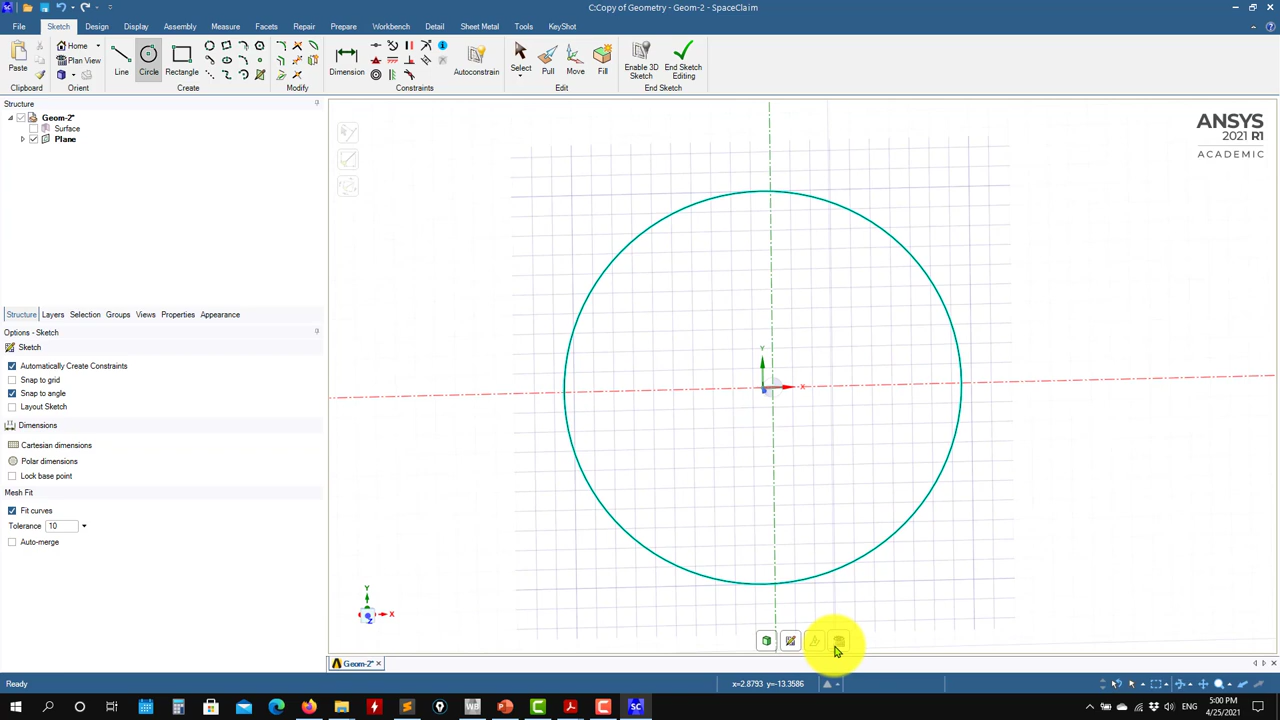 C:Copy of Geometry - Geom-2 - SpaceClaim
File Sketch Design Display Assembly Measure Facets Repair Prepare Workbench Detail Sheet Metal Tools KeyShot
Paste
Home
Plan View
Line
Circle
Rectangle
Dimension
Autoconstrain
Select
Pull
Move
Fill
Enable 3D Sketch
End Sketch Editing
Clipboard Orient Create Modify Constraints Edit End Sketch
Structure
Geom-2*
Surface
Plane
Structure Layers Selection Groups Views Properties Appearance
Options - Sketch
Sketch
Automatically Create Constraints
Snap to grid
Snap to angle
Layout Sketch
Dimensions
Cartesian dimensions
Polar dimensions
Lock base point
Mesh Fit
Fit curves
Tolerance 10
Auto-merge
ANSYS
2021 R1
ACADEMIC
Y
X
Y
X
Z
Geom-2*
Ready
x=2.8793 y=-13.3586
5:00 PM
4/25/2021